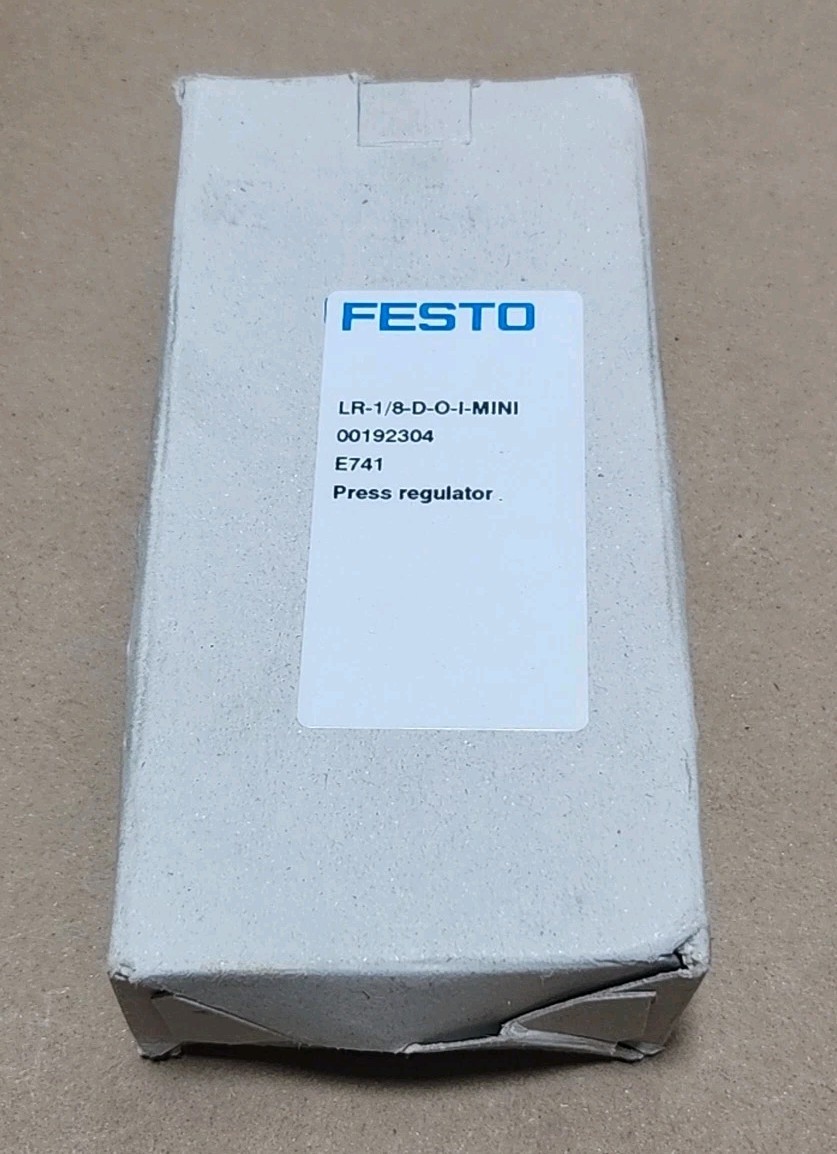 FESTO
LR-1/8-D-O-I-MINI
00192304
E741
Press regulator